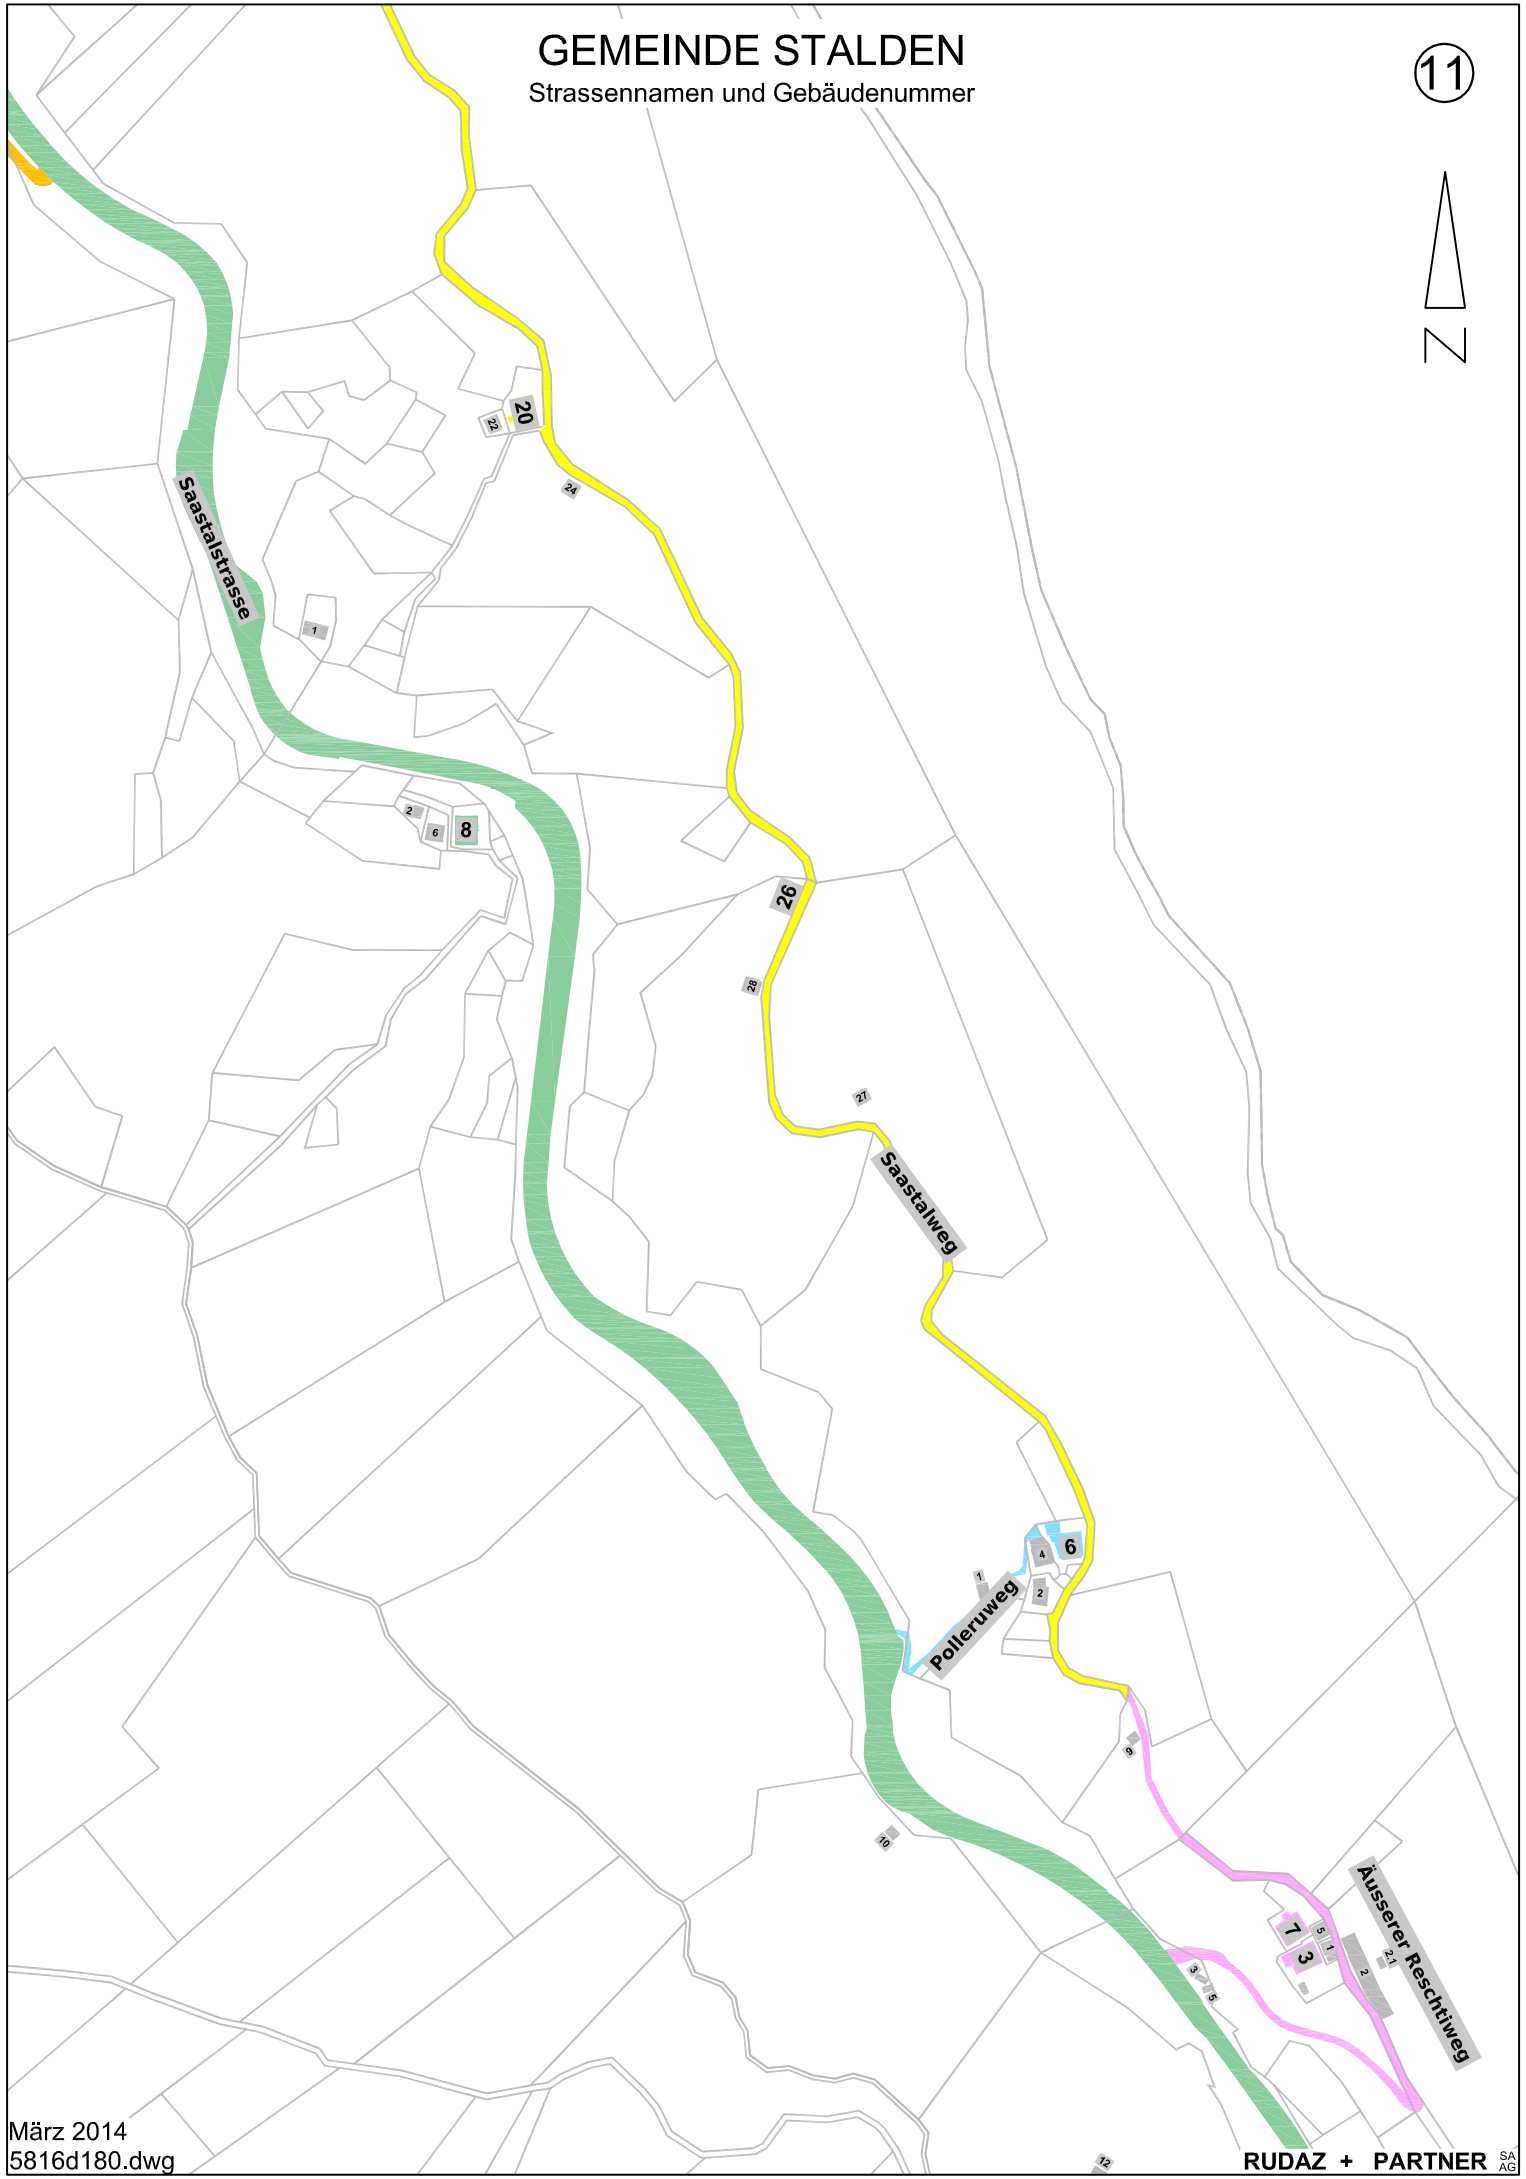 GEMEINDE STALDEN
Strassennamen und Gebäudenummer
11
N
20
22
24
Saastalstrasse
1
2
6
8
26
28
27
Saastalweg
6
4
1
2
Polleruweg
9
10
Äusserer Reschtiweg
7
5
3
1
2.1
2
3
5
März 2014
5816d180.dwg
12
RUDAZ + PARTNER SA AG